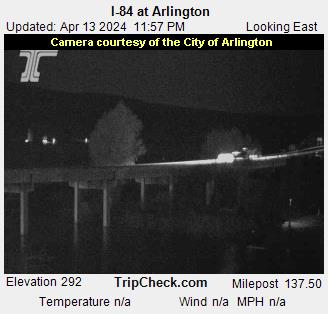 I-84 at Arlington
Updated: Apr 13 2024 11:57 PM Looking East
Camera courtesy of the City of Arlington
Elevation 292 TripCheck.com Milepost 137.50
Temperature n/a Wind n/a MPH n/a